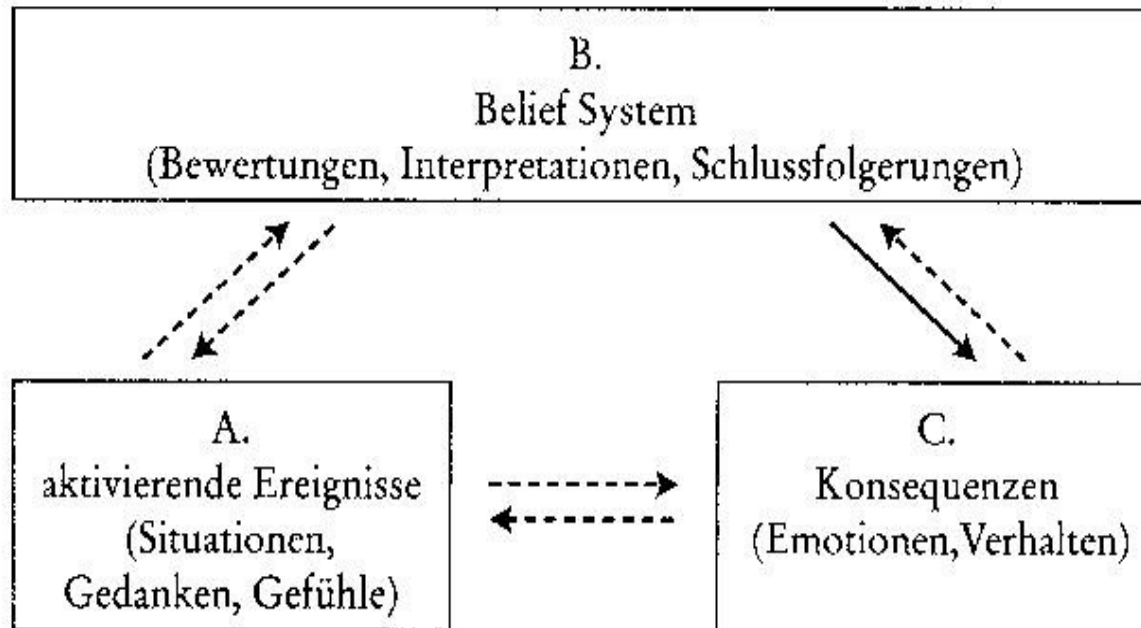 B.
Belief System
(Bewertungen, Interpretationen, Schlussfolgerungen)
A.
aktivierende Ereignisse
(Situationen,
Gedanken, Gefühle)
C.
Konsequenzen
(Emotionen,Verhalten)